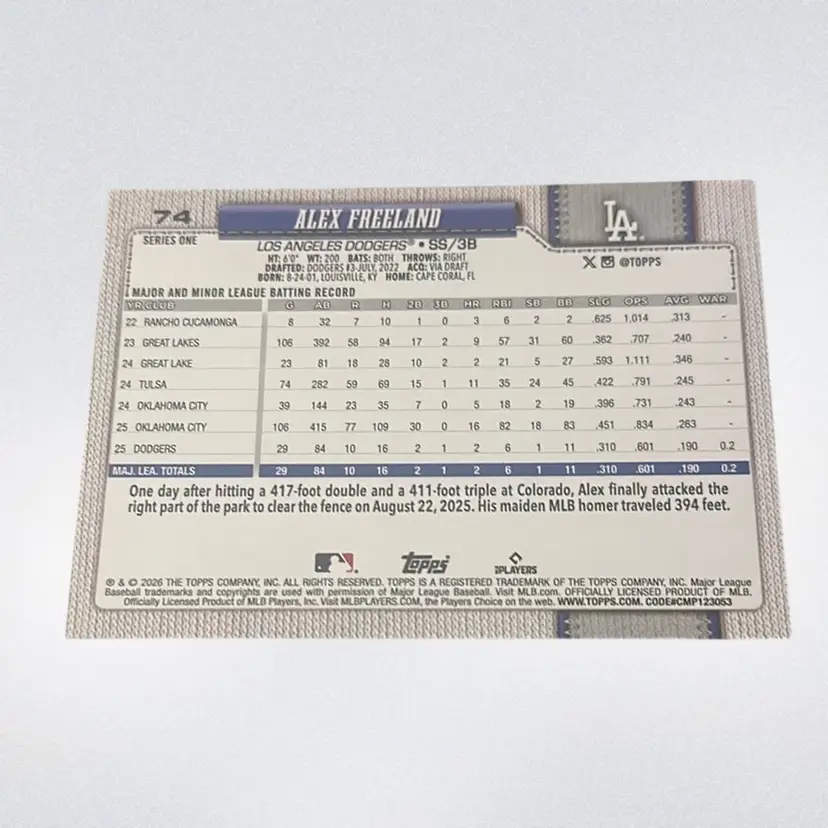 74
ALEX FREELAND
LA
SERIES ONE
LOS ANGELES DODGERS® • SS/3B
HT: 6'0" WT: 200 BATS: BOTH THROWS: RIGHT
DRAFTED: DODGERS #3-JULY, 2022 ACQ: VIA DRAFT
BORN: 8-24-01, LOUISVILLE, KY HOME: CAPE CORAL, FL
@TOPPS
MAJOR AND MINOR LEAGUE BATTING RECORD
YR CLUB G AB R H 2B 3B HR RBI SB BB SLG OPS AVG WAR
22 RANCHO CUCAMONGA 8 32 7 10 1 0 3 6 2 2 .625 1.014 .313 -
23 GREAT LAKES 106 392 58 94 17 2 9 57 31 60 .362 .707 .240 -
24 GREAT LAKE 23 81 18 28 10 2 2 21 5 27 .593 1.111 .346 -
24 TULSA 74 282 59 69 15 1 11 35 24 45 .422 .791 .245 -
24 OKLAHOMA CITY 39 144 23 35 7 0 5 18 2 19 .396 .731 .243 -
25 OKLAHOMA CITY 106 415 77 109 30 0 16 82 18 83 .451 .834 .263 -
25 DODGERS 29 84 10 16 2 1 2 6 1 11 .310 .601 .190 0.2
MAJ. LEA. TOTALS 29 84 10 16 2 1 2 6 1 11 .310 .601 .190 0.2
One day after hitting a 417-foot double and a 411-foot triple at Colorado, Alex finally attacked the
right part of the park to clear the fence on August 22, 2025. His maiden MLB homer traveled 394 feet.
Topps
PLAYERS
® & © 2026 THE TOPPS COMPANY, INC. ALL RIGHTS RESERVED. TOPPS IS A REGISTERED TRADEMARK OF THE TOPPS COMPANY, INC. Major League
Baseball trademarks and copyrights are used with permission of Major League Baseball. Visit MLB.com. OFFICIALLY LICENSED PRODUCT OF MLB.
Officially Licensed Product of MLB Players, Inc. Visit MLBPLAYERS.COM, the Players Choice on the web. WWW.TOPPS.COM. CODE#CMP123053